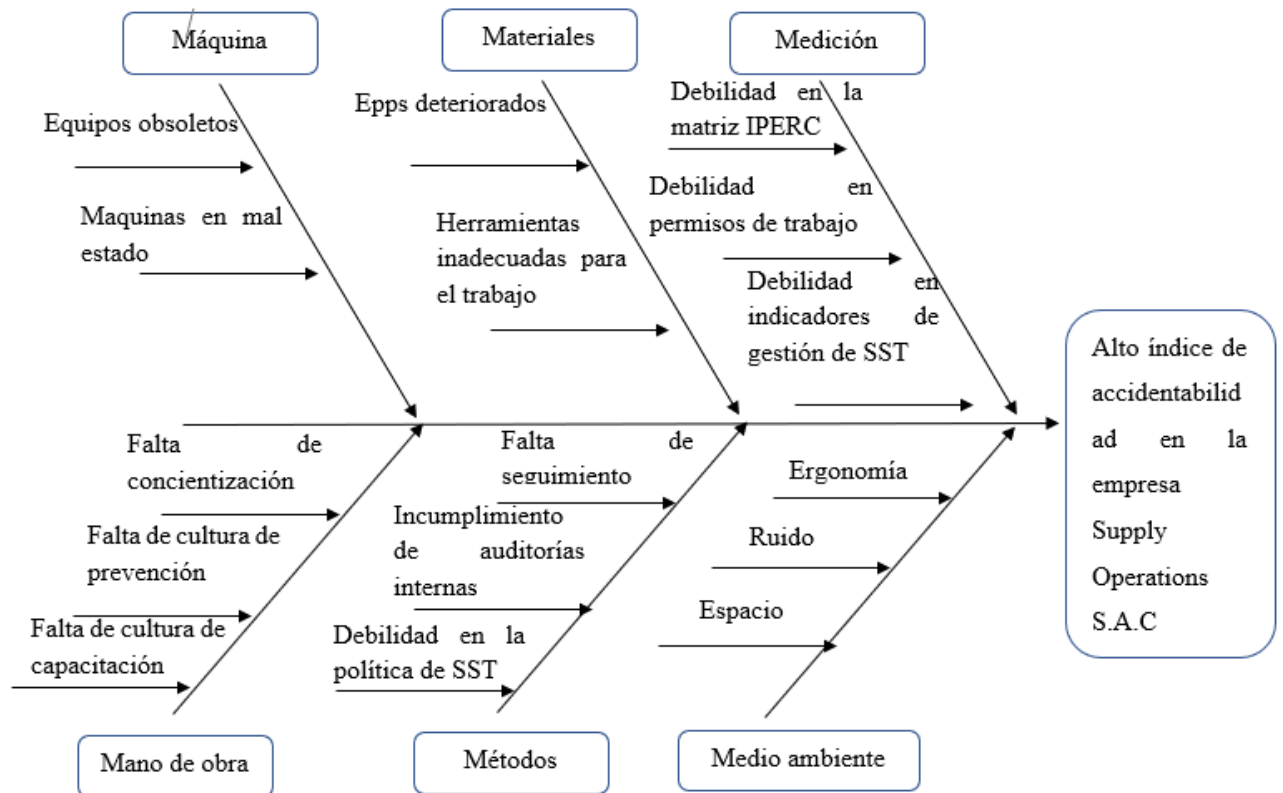 Máquina
Materiales
Medición
Equipos obsoletos
Maquinas en mal
estado
Epps deteriorados
Herramientas
inadecuadas para
el trabajo
Debilidad en la
matriz IPERC
Debilidad en
permisos de trabajo
Debilidad en
indicadores de
gestión de SST
Alto índice de
accidentabilid
ad en la
empresa
Supply
Operations
S.A.C
Falta de
concientización
Falta de cultura de
prevención
Falta de cultura de
capacitación
Falta de
seguimiento
Incumplimiento
de auditorías
internas
Debilidad en la
política de SST
Ergonomía
Ruido
Espacio
Mano de obra
Métodos
Medio ambiente